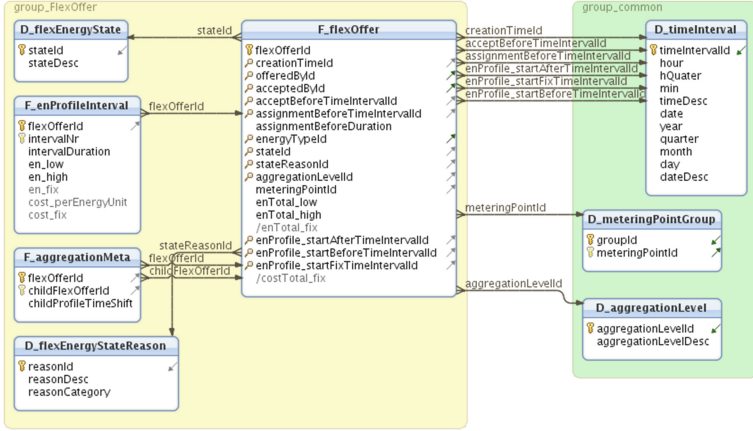 group_FlexOffer
D_flexEnergyState
stateId
stateDesc
stateId
F_enProfileInterval
flexOfferId
intervalNr
intervalDuration
en_low
en_high
en_fix
cost_perEnergyUnit
cost_fix
flexOfferId
F_aggregationMeta
flexOfferId
childFlexOfferId
childProfileTimeShift
stateReasonId
flexOfferId
childFlexOfferId
D_flexEnergyStateReason
reasonId
reasonDesc
reasonCategory
F_flexOffer
flexOfferId
creationTimeId
offeredById
acceptedById
acceptBeforeTimeIntervalId
assignmentBeforeTimeIntervalId
assignmentBeforeDuration
energyTypeId
stateId
stateReasonId
aggregationLevelId
meteringPointId
enTotal_low
enTotal_high
/enTotal_fix
enProfile_startAfterTimeIntervalId
enProfile_startBeforeTimeIntervalId
enProfile_startFixTimeIntervalId
/costTotal_fix
creationTimeId
acceptBeforeTimeIntervalId
assignmentBeforeTimeIntervalId
enProfile_startAfterTimeIntervalId
enProfile_startFixTimeIntervalId
enProfile_startBeforeTimeIntervalId
meteringPointId
aggregationLevelId
group_common
D_timeInterval
timeIntervalId
hour
hQuater
min
timeDesc
date
year
quarter
month
day
dateDesc
D_meteringPointGroup
groupId
meteringPointId
D_aggregationLevel
aggregationLevelId
aggregationLevelDesc